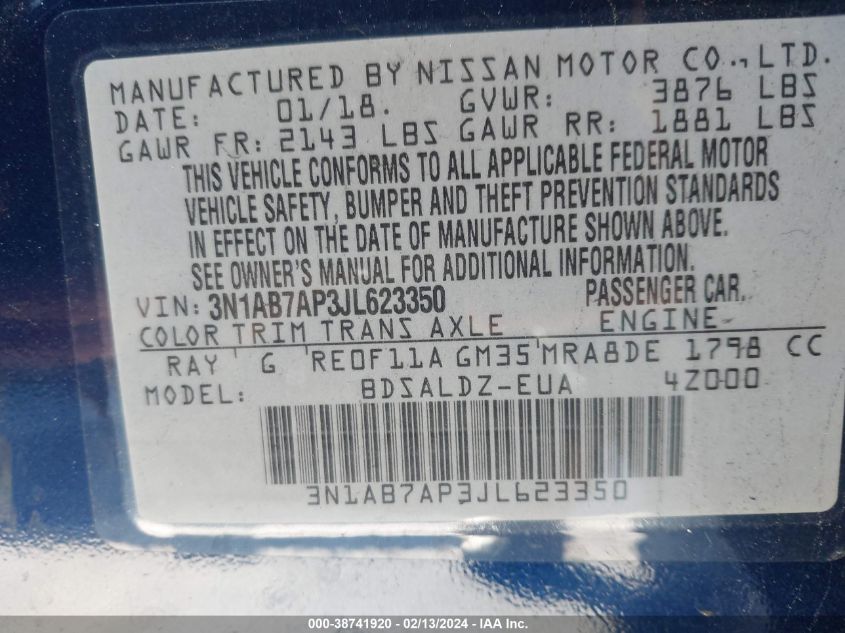 MANUFACTURED BY NISSAN MOTOR CO., LTD.
DATE: 01/18. GVWR: 3876 LBS
GAWR FR: 2143 LBS GAWR RR: 1881 LBS
THIS VEHICLE CONFORMS TO ALL APPLICABLE FEDERAL MOTOR
VEHICLE SAFETY, BUMPER AND THEFT PREVENTION STANDARDS
IN EFFECT ON THE DATE OF MANUFACTURE SHOWN ABOVE.
SEE OWNER'S MANUAL FOR ADDITIONAL INFORMATION.
VIN: 3N1AB7AP3JL623350 PASSENGER CAR.
COLOR TRIM TRANS AXLE ENGINE
RAY G RE0F11A GM35 MRA8DE 1798 CC
MODEL: BDSALDZ-EUA 4Z000
3N1AB7AP3JL623350
000-38741920 - 02/13/2024 - IAA Inc.